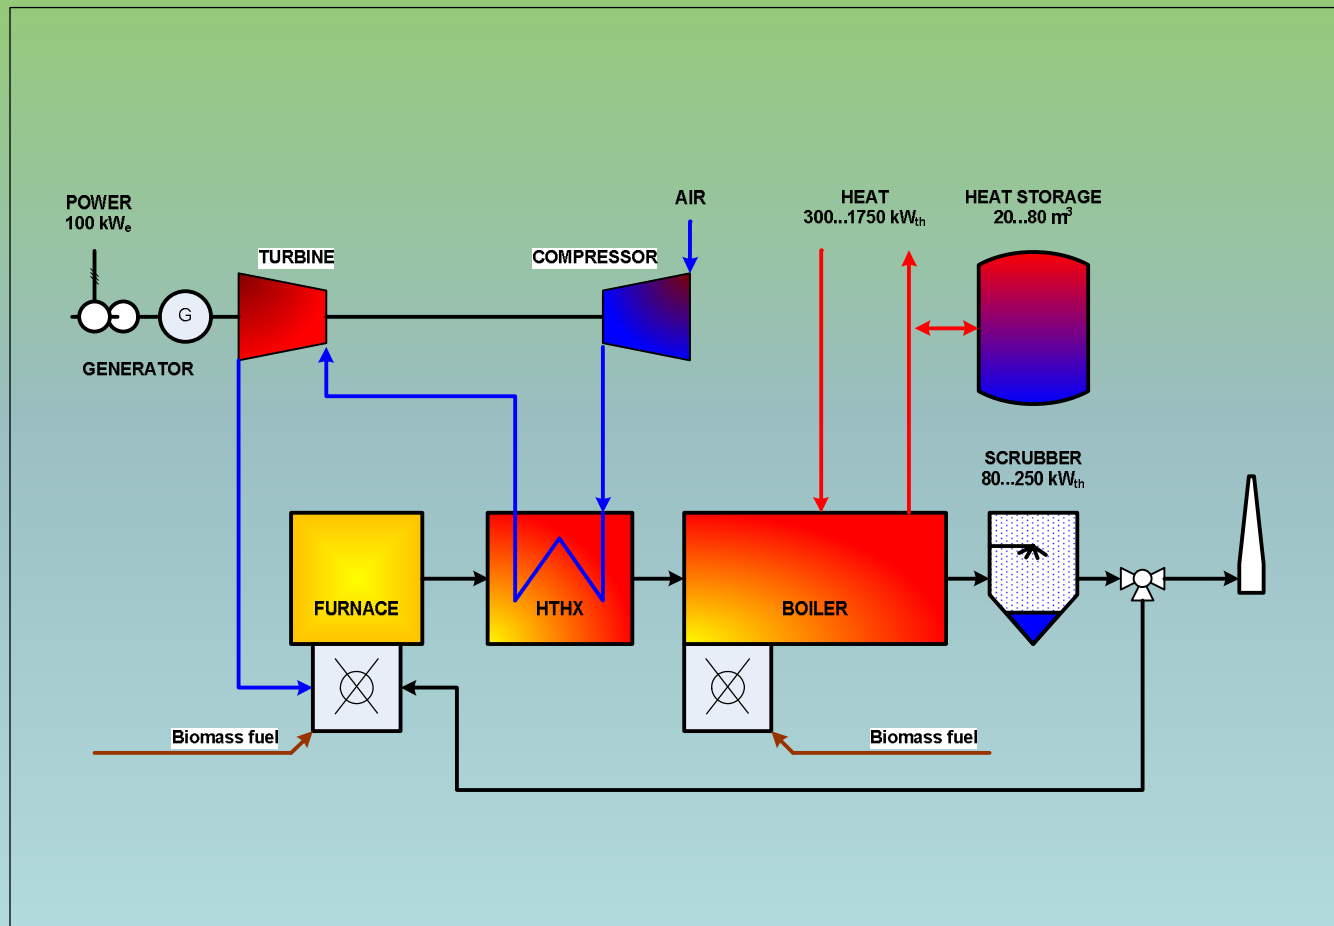 POWER
100 kWe
AIR
HEAT
300...1750 kWth
HEAT STORAGE
20...80 m3
TURBINE
COMPRESSOR
G
GENERATOR
SCRUBBER
80...250 kWth
FURNACE
HTHX
BOILER
Biomass fuel
Biomass fuel